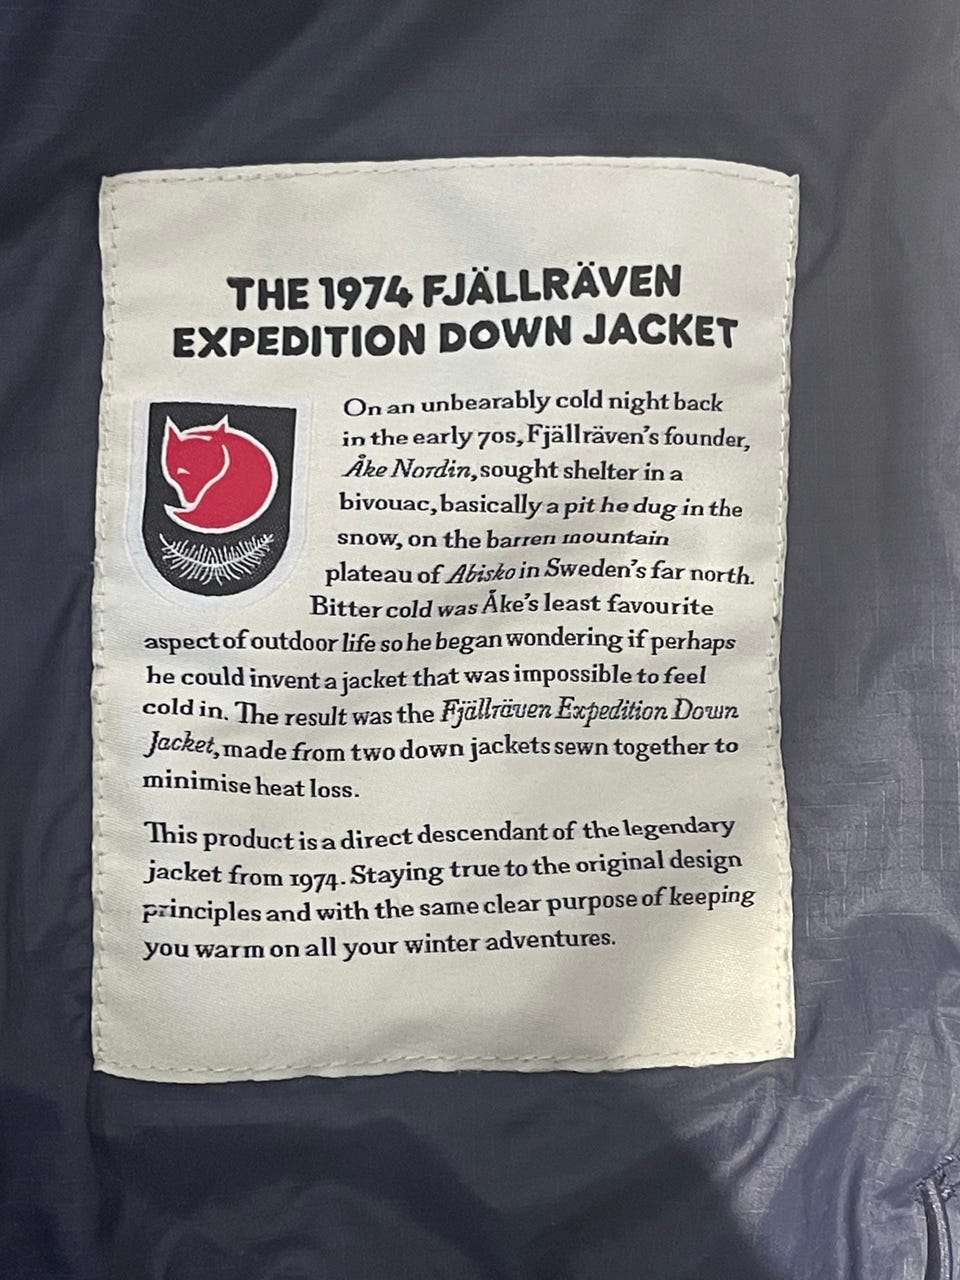 THE 1974 FJÄLLRÄVEN
EXPEDITION DOWN JACKET
On an unbearably cold night back
in the early 70s, Fjällräven's founder,
Åke Nordin, sought shelter in a
bivouac, basically a pit he dug in the
snow, on the barren mountain
plateau of Abisko in Sweden's far north.
Bitter cold was Åke's least favourite
aspect of outdoor life so he began wondering if perhaps
he could invent a jacket that was impossible to feel
cold in. The result was the Fjällräven Expedition Down
Jacket, made from two down jackets sewn together to
minimise heat loss.
This product is a direct descendant of the legendary
jacket from 1974. Staying true to the original design
principles and with the same clear purpose of keeping
you warm on all your winter adventures.